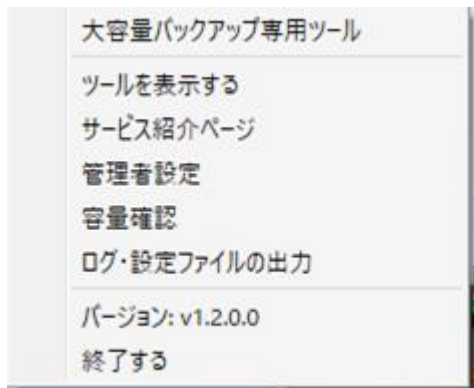 大容量バックアップ専用ツール
ツールを表示する
サービス紹介ページ
管理者設定
容量確認
ログ・設定ファイルの出力
バージョン: v1.2.0.0
終了する